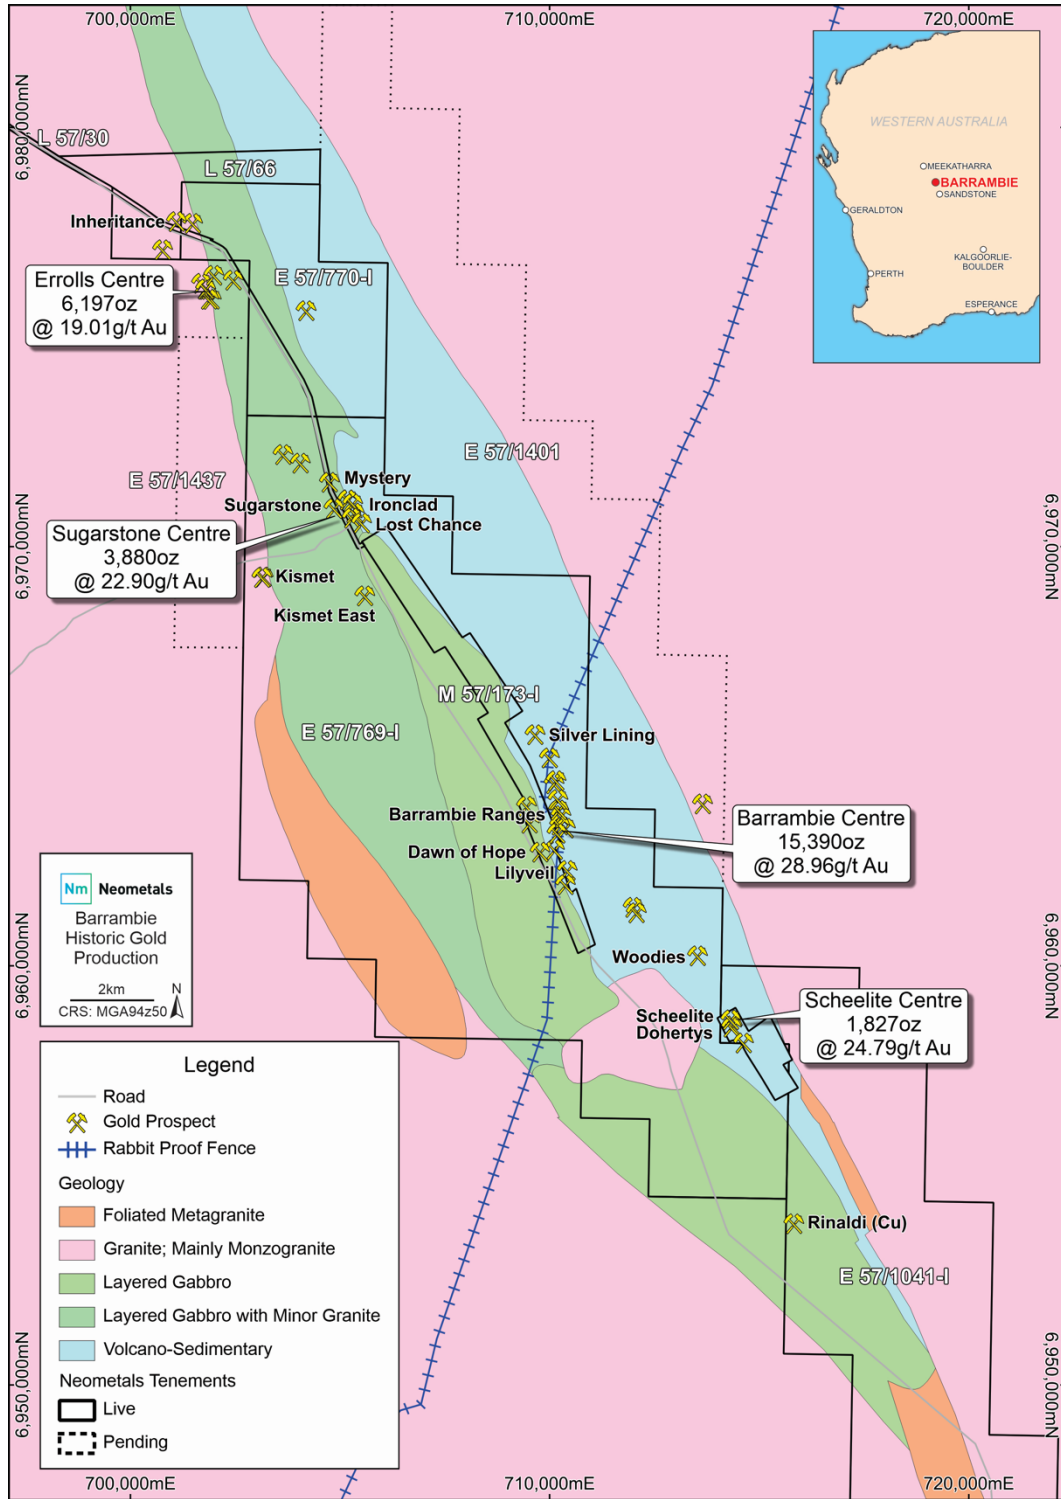 700,000mE
710,000mE
720,000mE
6,980,000mN
6,980,000mN
L 57/30
L 57/66
Inheritance
E 57/770-I
Errolls Centre
6,197oz
@ 19.01g/t Au
WESTERN AUSTRALIA
MEEKATHARRA
BARRAMBIE
SANDSTONE
GERALDTON
KALGOORLIE-
BOULDER
PERTH
ESPERANCE
E 57/1401
E 57/1437
Mystery
Sugarstone
Ironclad
Lost Chance
Sugarstone Centre
3,880oz
@ 22.90g/t Au
6,970,000mN
6,970,000mN
Kismet
Kismet East
M 57/173-I
E 57/769-I
Silver Lining
Barrambie Ranges
Barrambie Centre
15,390oz
@ 28.96g/t Au
Dawn of Hope
Lilyveil
Nm Neometals
Barrambie
Historic Gold
Production
2km
N
CRS: MGA94z50
6,960,000mN
6,960,000mN
Woodies
Scheelite
Dohertys
Scheelite Centre
1,827oz
@ 24.79g/t Au
Legend
Road
Gold Prospect
Rabbit Proof Fence
Geology
Foliated Metagranite
Granite; Mainly Monzogranite
Layered Gabbro
Layered Gabbro with Minor Granite
Volcano-Sedimentary
Neometals Tenements
Live
Pending
Rinaldi (Cu)
E 57/1041-I
6,950,000mN
6,950,000mN
700,000mE
710,000mE
720,000mE